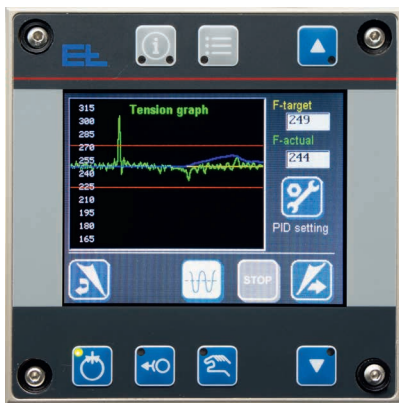 E+L
Tension graph
315
300
285
270
255
240
225
210
195
180
165
F-target
249
F-actual
244
PID setting
STOP